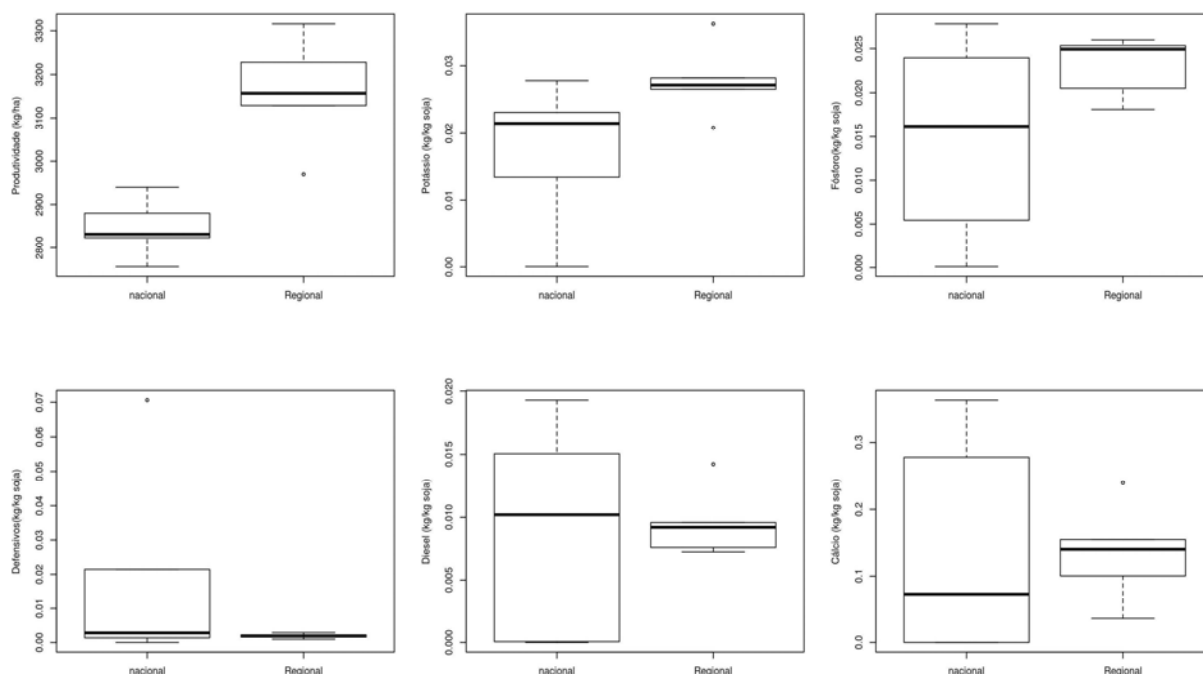 Produtividade (kg/ha)
3300
3200
3100
3000
2900
2800
nacional
Regional
Potássio (kg/kg soja)
0.03
0.02
0.00
nacional
Regional
Fósforo(kg/kg soja)
0.025
0.020
0.015
0.010
0.005
0.000
nacional
Regional
Defensivos(kg/kg soja)
0.07
0.06
0.05
0.04
0.03
0.02
0.01
0.00
nacional
Regional
Diesel (kg/kg soja)
0.020
0.015
0.010
0.005
0.000
nacional
Regional
Cálcio (kg/kg soja)
0.3
0.2
0.1
0.0
nacional
Regional